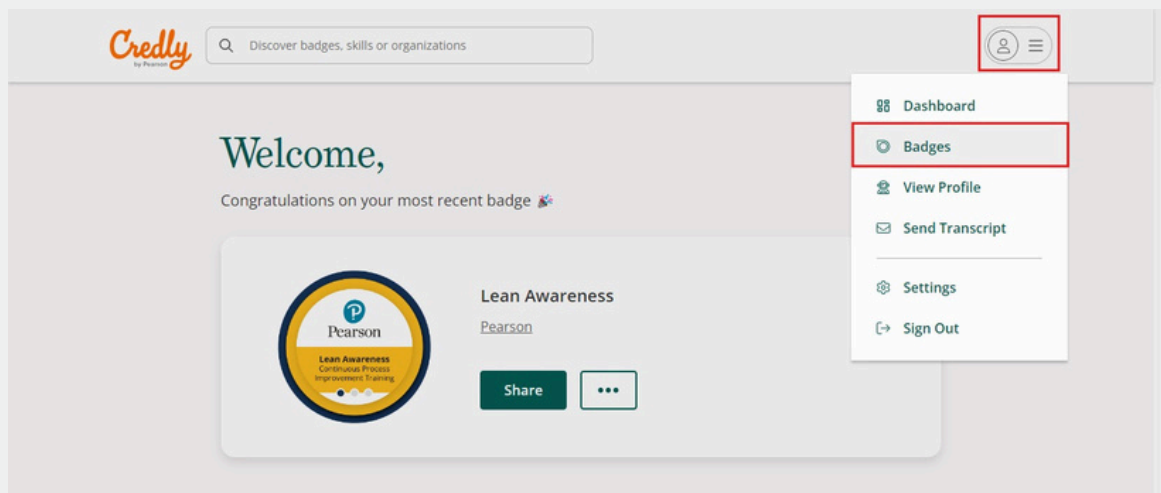 Credly
by Pearson
Discover badges, skills or organizations
Dashboard
Badges
View Profile
Send Transcript
Settings
Sign Out
Welcome,
Congratulations on your most recent badge 🎉
Pearson
Lean Awareness
Continuous Process
Improvement Training
Lean Awareness
Pearson
Share
•••